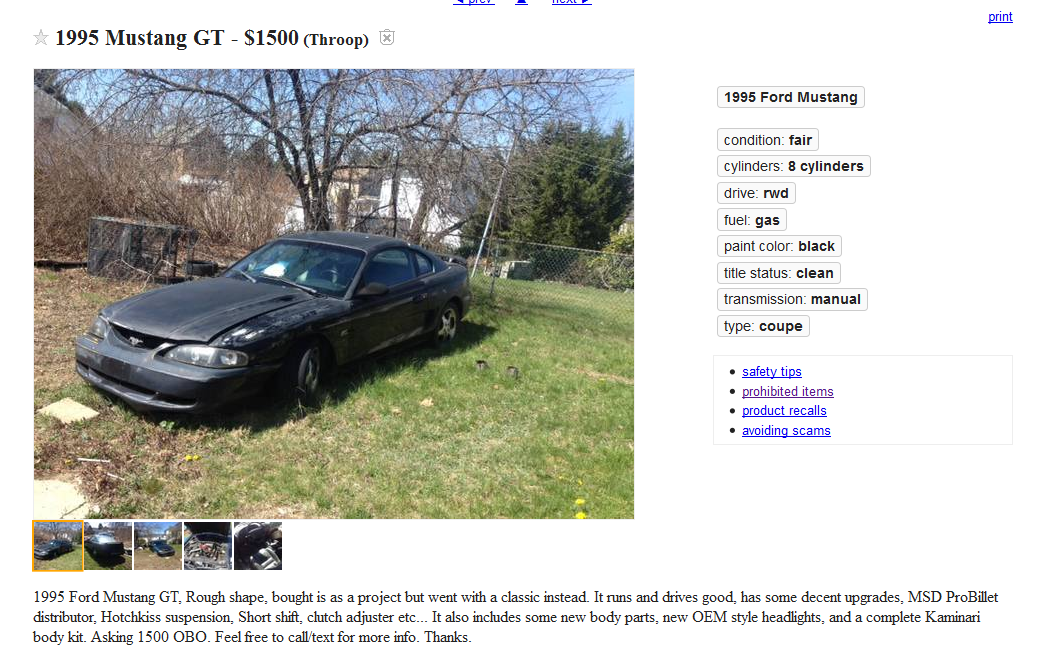 ◄ prev ▲ next ►
print
1995 Mustang GT - $1500 (Throop)
1995 Ford Mustang
condition: fair
cylinders: 8 cylinders
drive: rwd
fuel: gas
paint color: black
title status: clean
transmission: manual
type: coupe
safety tips
prohibited items
product recalls
avoiding scams
1995 Ford Mustang GT, Rough shape, bought is as a project but went with a classic instead. It runs and drives good, has some decent upgrades, MSD ProBillet
distributor, Hotchkiss suspension, Short shift, clutch adjuster etc... It also includes some new body parts, new OEM style headlights, and a complete Kaminari
body kit. Asking 1500 OBO. Feel free to call/text for more info. Thanks.